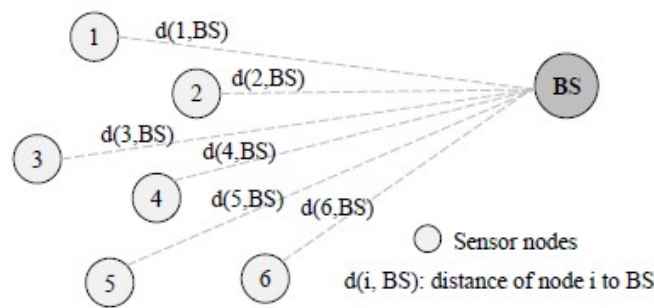 1
d(1,BS)
2
d(2,BS)
BS
3
d(3,BS)
4
d(4,BS)
5
d(5,BS)
6
d(6,BS)
Sensor nodes
d(i, BS): distance of node i to BS